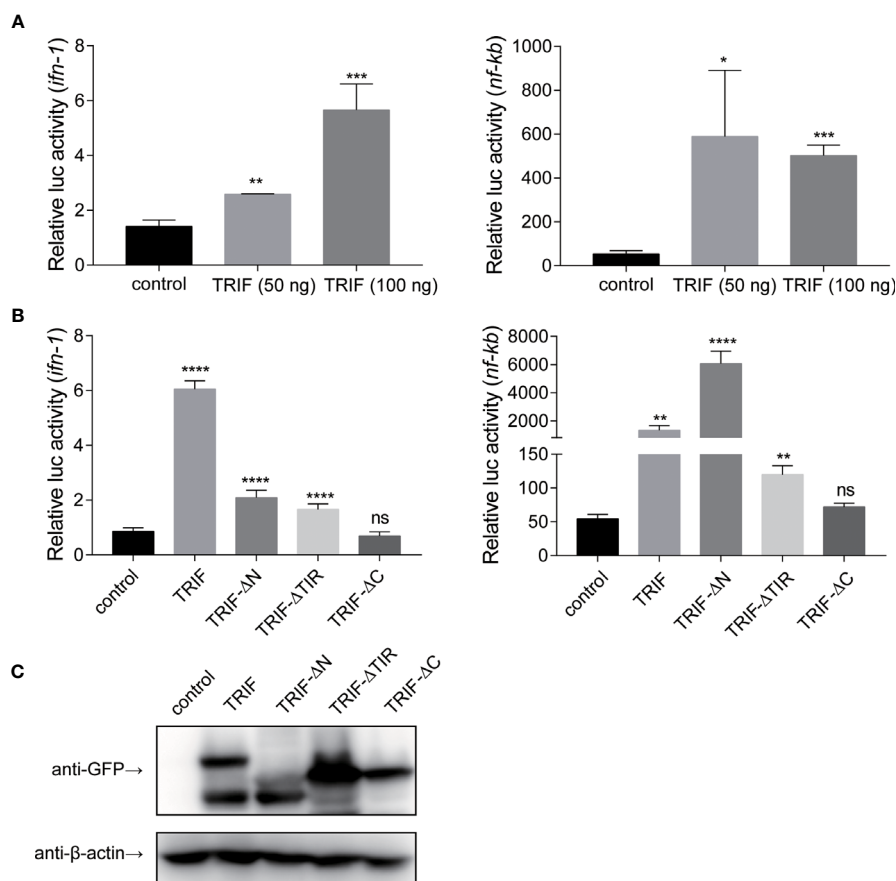 A
Relative luc activity (ifn-1)
8
6
4
2
0
**
***
control
TRIF (50 ng)
TRIF (100 ng)
Relative luc activity (nf-kb)
1000
800
600
400
200
0
*
***
control
TRIF (50 ng)
TRIF (100 ng)
B
Relative luc activity (ifn-1)
8
6
4
2
0
****
****
****
ns
control
TRIF
TRIF-ΔN
TRIF-ΔTIR
TRIF-ΔC
Relative luc activity (nf-kb)
8000
6000
4000
2000
150
100
50
0
**
****
**
ns
control
TRIF
TRIF-ΔN
TRIF-ΔTIR
TRIF-ΔC
C
control
TRIF
TRIF-ΔN
TRIF-ΔTIR
TRIF-ΔC
anti-GFP→
anti-β-actin→